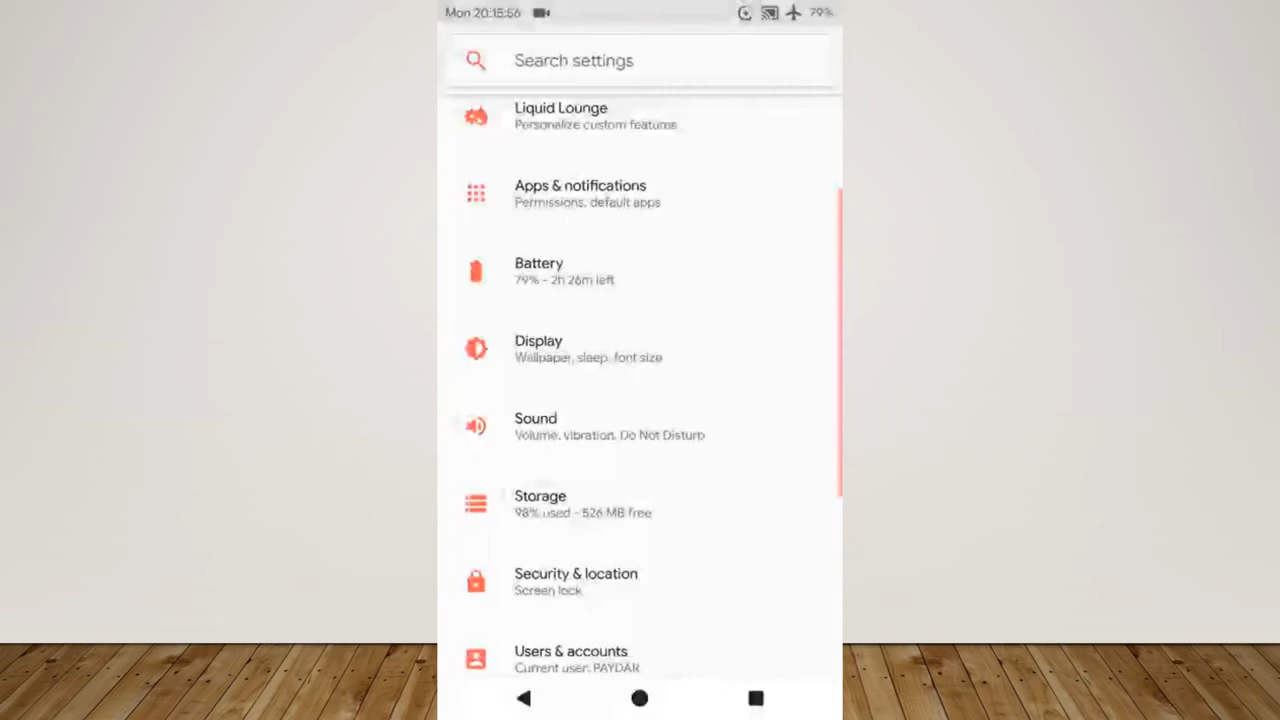 Mon 20:15:56
79%
Search settings
Liquid Lounge
Personalize custom features
Apps & notifications
Permissions, default apps
Battery
79% - 2h 26m left
Display
Wallpaper, sleep, font size
Sound
Volume, vibration, Do Not Disturb
Storage
98% used - 526 MB free
Security & location
Screen lock
Users & accounts
Current user: PAYDAR